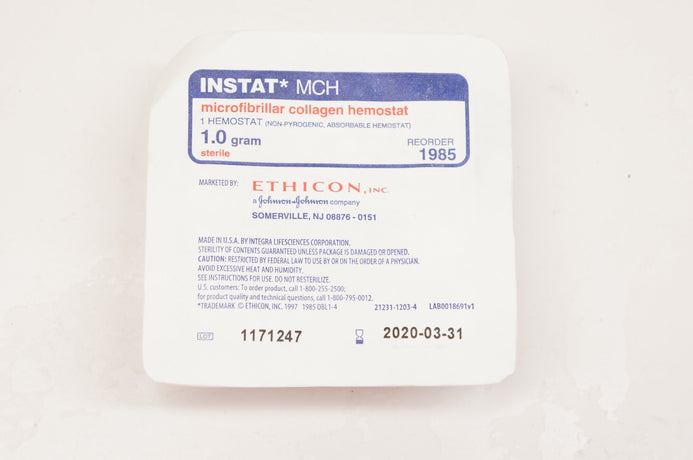 INSTAT* MCH
microfibrillar collagen hemostat
1 HEMOSTAT (NON-PYROGENIC, ABSORBABLE HEMOSTAT)
1.0 gram
sterile
REORDER
1985
MARKETED BY: ETHICON, INC.
a Johnson & Johnson company
SOMERVILLE, NJ 08876 - 0151
MADE IN U.S.A. BY INTEGRA LIFESCIENCES CORPORATION.
STERILITY OF CONTENTS GUARANTEED UNLESS PACKAGE IS DAMAGED OR OPENED.
CAUTION: RESTRICTED BY FEDERAL LAW TO USE BY OR ON THE ORDER OF A PHYSICIAN.
AVOID EXCESSIVE HEAT AND HUMIDITY.
SEE INSTRUCTIONS FOR USE. DO NOT RESTERILIZE.
U.S. customers: To order product, call 1-800-255-2500;
for product quality and technical questions, call 1-800-795-0012.
*TRADEMARK © ETHICON, INC. 1997 1985 DBL1-4 21231-1203-4 LAB0018691v1
LOT 1171247 2020-03-31